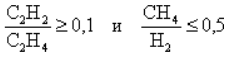 C₂H₂/C₂H₄ ≥ 0,1 и CH₄/H₂ ≤ 0,5